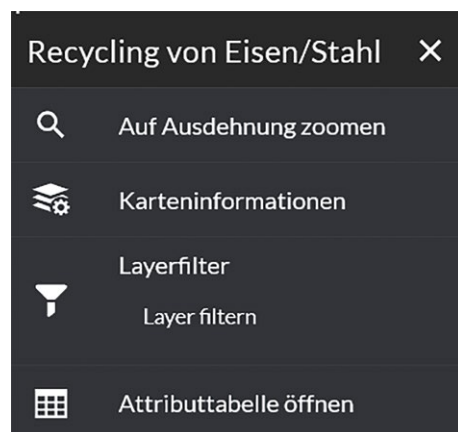 Recycling von Eisen/Stahl
Auf Ausdehnung zoomen
Karteninformationen
Layerfilter
Layer filtern
Attributtabelle öffnen